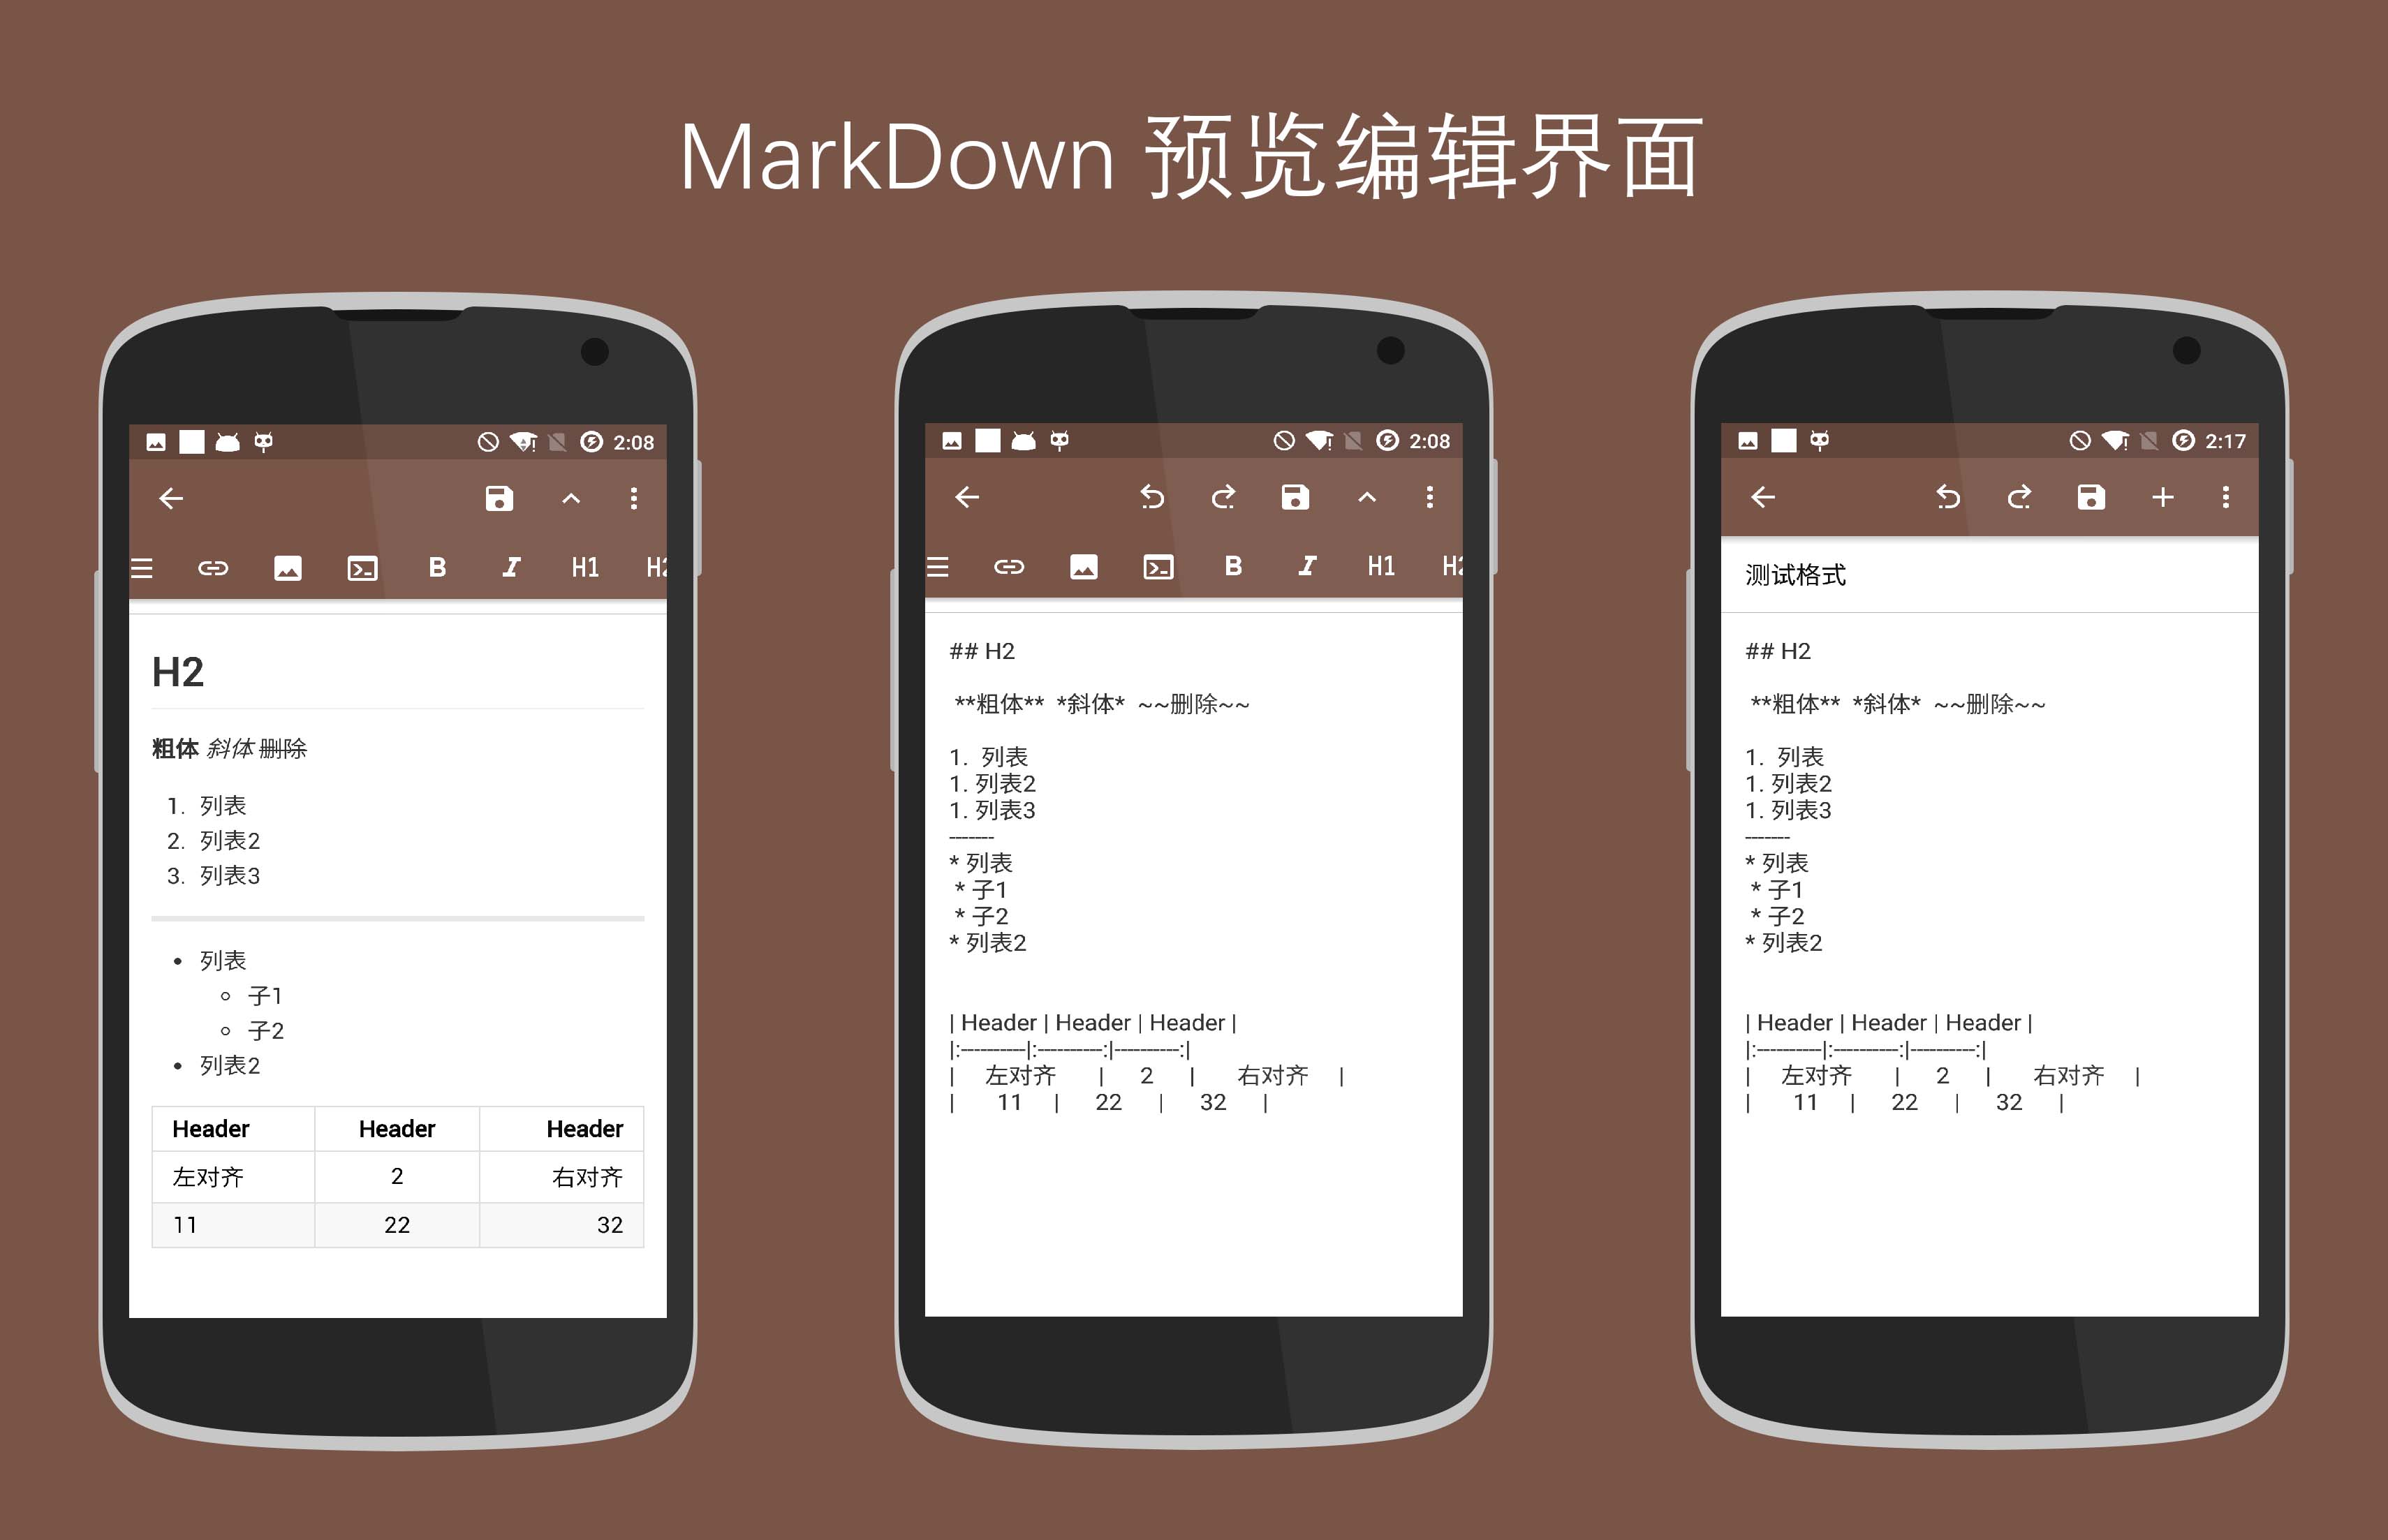 MarkDown 预览编辑界面
2:08
B I H1 H2
H2
粗体 斜体 删除
1. 列表
2. 列表2
3. 列表3
• 列表
○ 子1
○ 子2
• 列表2
Header Header Header
左对齐 2 右对齐
11 22 32
2:08
B I H1 H2
## H2
**粗体** *斜体* ~~删除~~
1. 列表
1. 列表2
1. 列表3
-------
* 列表
* 子1
* 子2
* 列表2
| Header | Header | Header |
|:----------|:----------:|----------:|
| 左对齐 | 2 | 右对齐 |
| 11 | 22 | 32 |
2:17
测试格式
## H2
**粗体** *斜体* ~~删除~~
1. 列表
1. 列表2
1. 列表3
-------
* 列表
* 子1
* 子2
* 列表2
| Header | Header | Header |
|:----------|:----------:|----------:|
| 左对齐 | 2 | 右对齐 |
| 11 | 22 | 32 |